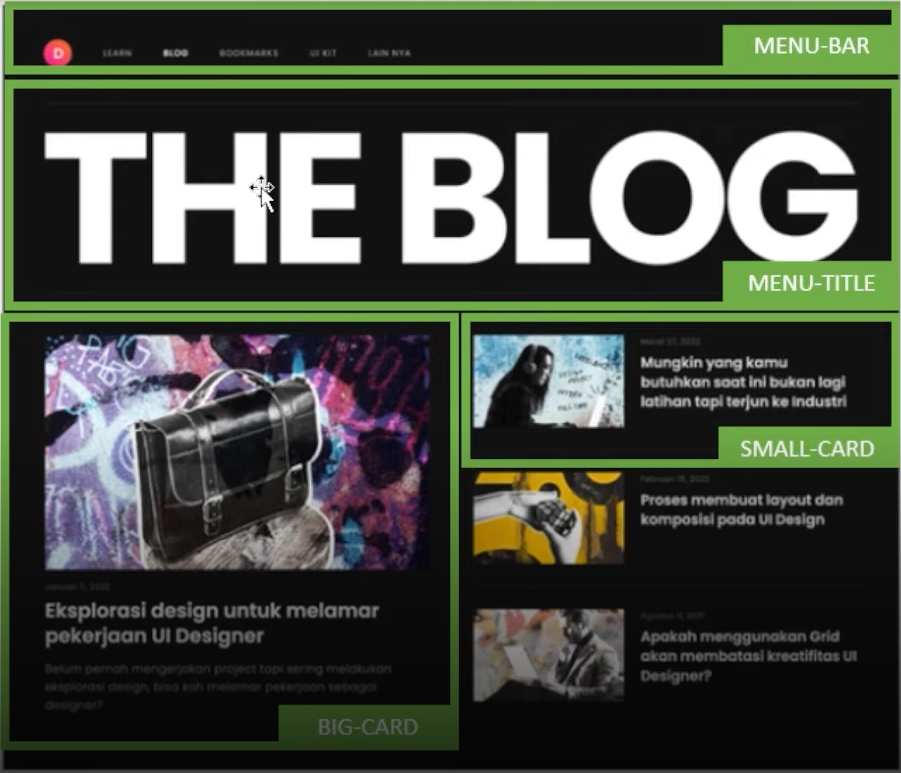 D LEARN BLOG BOOKMARKS UI KIT LAIN NYA
MENU-BAR
THE BLOG
MENU-TITLE
Januari 11, 2022
Eksplorasi design untuk melamar
pekerjaan UI Designer
Belum pernah mengerjakan project tapi sering melakukan
eksplorasi design, bisa kah melamar pekerjaan sebagai
designer?
BIG-CARD
Maret 27, 2022
Mungkin yang kamu
butuhkan saat ini bukan lagi
latihan tapi terjun ke Industri
SMALL-CARD
Februari 15, 2022
Proses membuat layout dan
komposisi pada UI Design
Agustus 11, 2021
Apakah menggunakan Grid
akan membatasi kreatifitas UI
Designer?